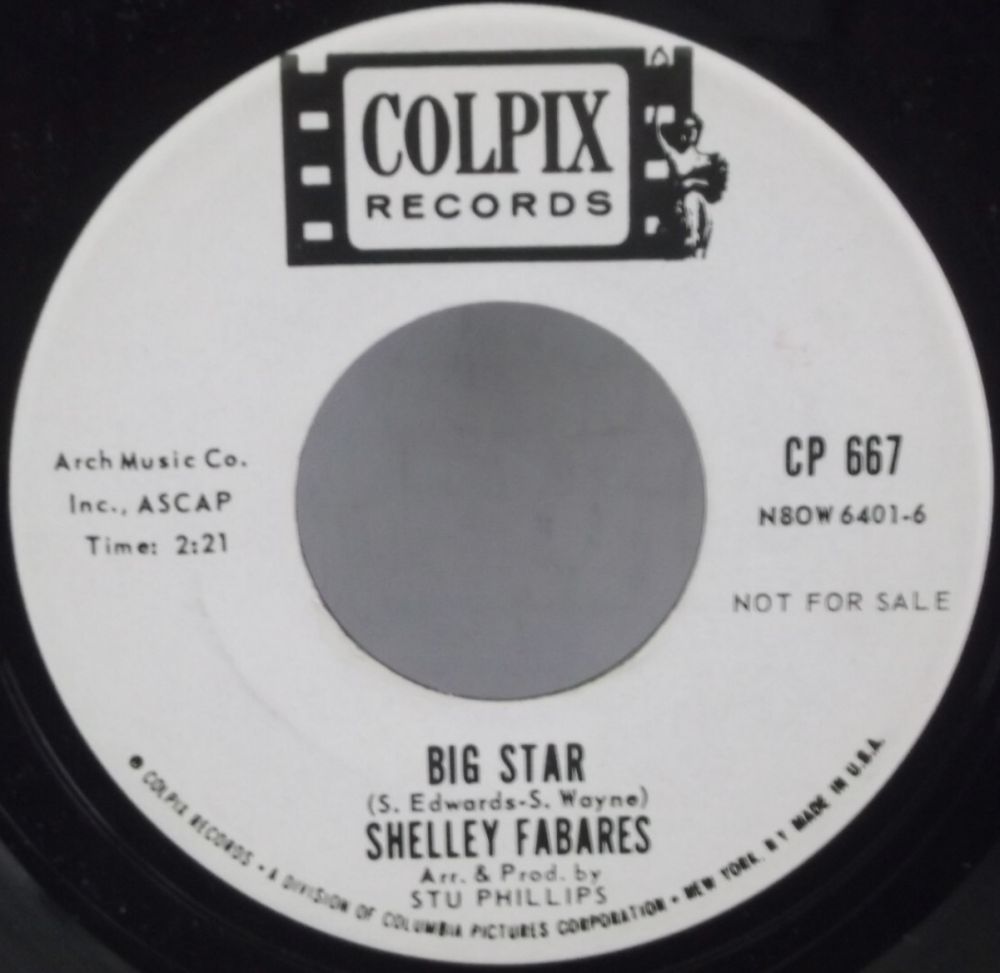 COLPIX
RECORDS
Arch Music Co.
Inc., ASCAP
Time: 2:21
CP 667
N8OW 6401-6
NOT FOR SALE
BIG STAR
(S. Edwards-S. Wayne)
SHELLEY FABARES
Arr. & Prod. by
STU PHILLIPS
COLPIX RECORDS • A DIVISION OF COLUMBIA PICTURES CORPORATION • NEW YORK, N Y MADE IN U.S.A.